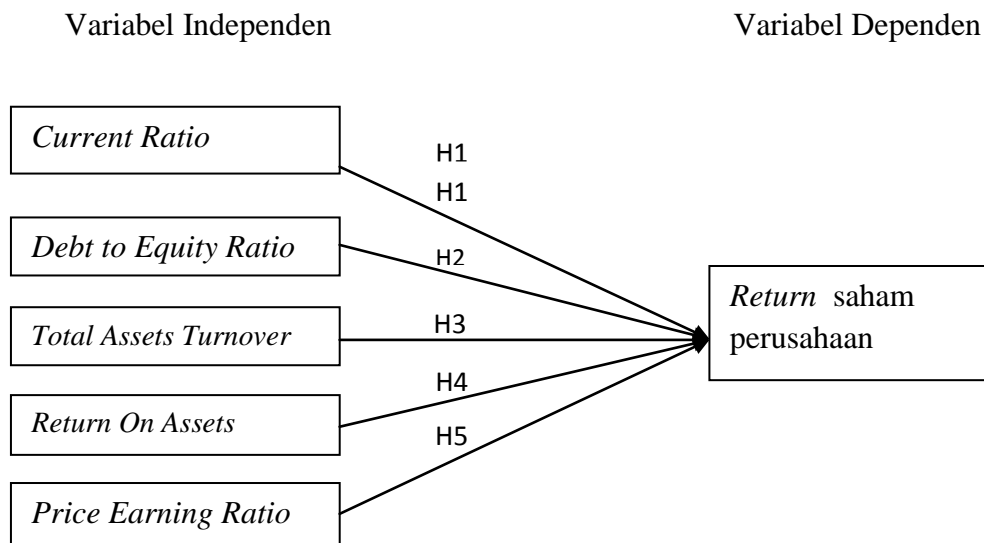 Variabel Independen
Variabel Dependen
Current Ratio
H1
H1
Debt to Equity Ratio
H2
Return saham
perusahaan
Total Assets Turnover
H3
Return On Assets
H4
H5
Price Earning Ratio